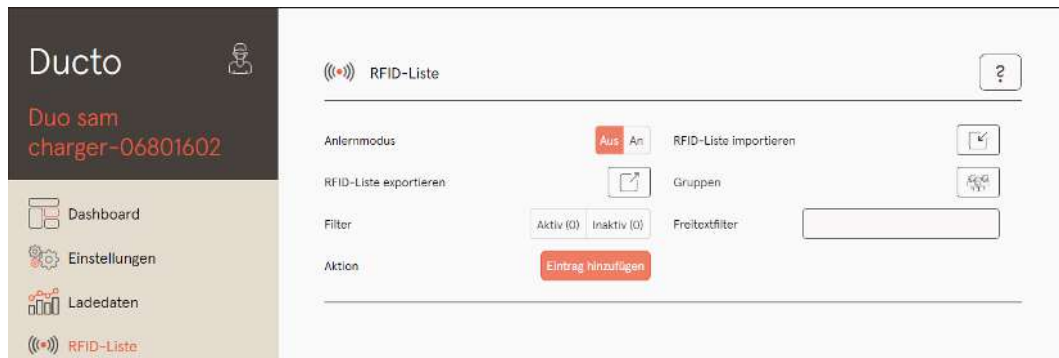 Ducto
Duo sam
charger-06801602
Dashboard
Einstellungen
Ladedaten
RFID-Liste
RFID-Liste
?
Anlernmodus
Aus An
RFID-Liste importieren
RFID-Liste exportieren
Gruppen
Filter
Aktiv (0) Inaktiv (0)
Freitextfilter
Aktion
Eintrag hinzufügen